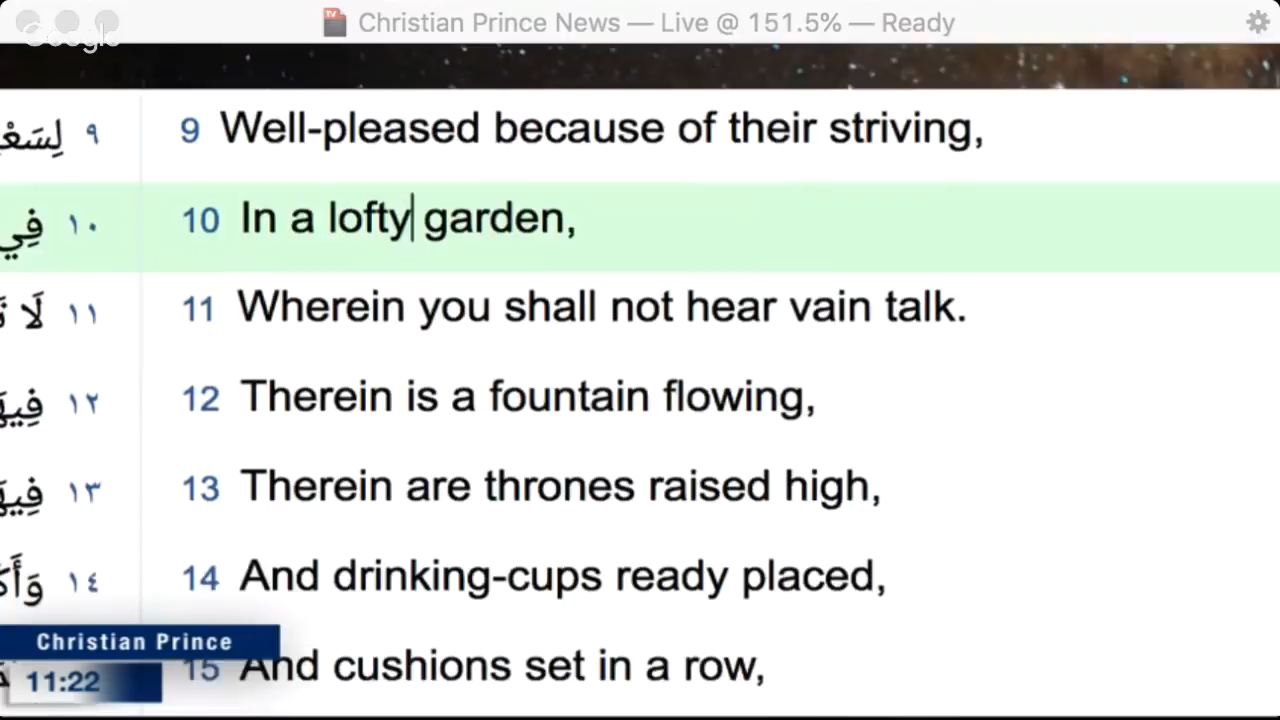 Christian Prince News — Live @ 151.5% — Ready
Google
٩
9 Well-pleased because of their striving,
١٠ فِي
10 In a lofty garden,
١١ لَا
11 Wherein you shall not hear vain talk.
١٢
12 Therein is a fountain flowing,
١٣
13 Therein are thrones raised high,
١٤
14 And drinking-cups ready placed,
Christian Prince
15 And cushions set in a row,
11:22